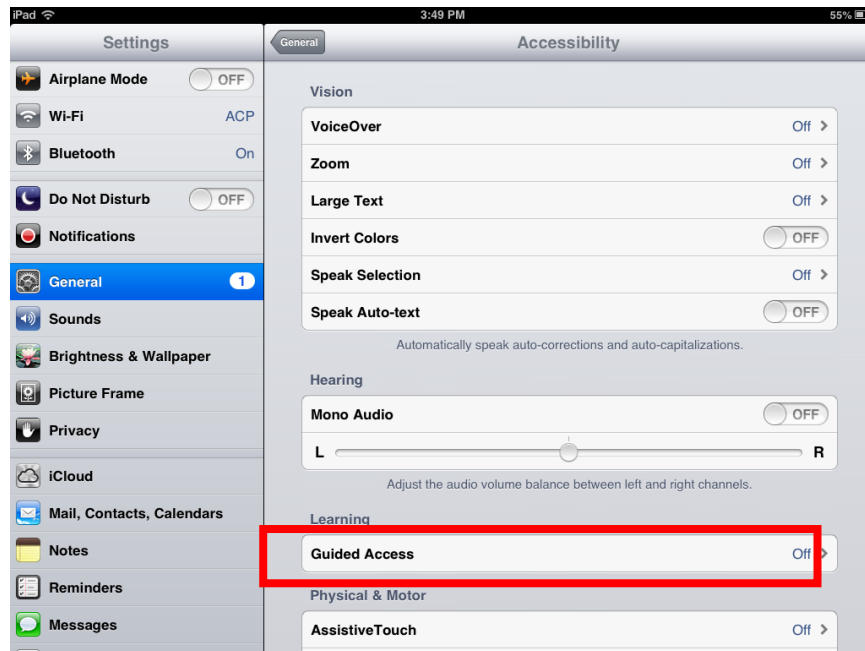 iPad 3:49 PM 55%
Settings
Airplane Mode OFF
Wi-Fi ACP
Bluetooth On
Do Not Disturb OFF
Notifications
General 1
Sounds
Brightness & Wallpaper
Picture Frame
Privacy
iCloud
Mail, Contacts, Calendars
Notes
Reminders
Messages
General Accessibility
Vision
VoiceOver Off
Zoom Off
Large Text Off
Invert Colors OFF
Speak Selection Off
Speak Auto-text OFF
Automatically speak auto-corrections and auto-capitalizations.
Hearing
Mono Audio OFF
L R
Adjust the audio volume balance between left and right channels.
Learning
Guided Access Off
Physical & Motor
AssistiveTouch Off